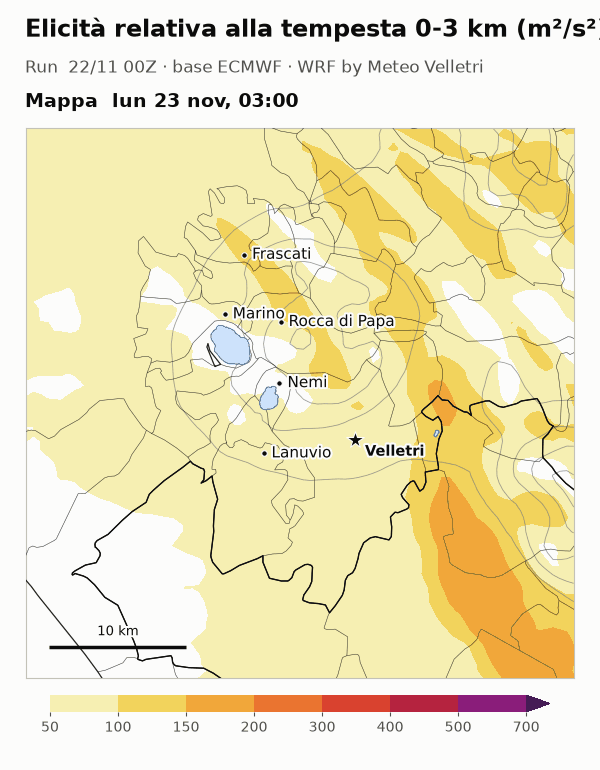 Elicità relativa alla tempesta 0-3 km (m²/s²)
Run  22/11 00Z · base ECMWF · WRF by Meteo Velletri
Mappa  lun 23 nov, 03:00
Frascati
Marino
Rocca di Papa
Nemi
Velletri
Lanuvio
10 km
50 100 150 200 300 400 500 700